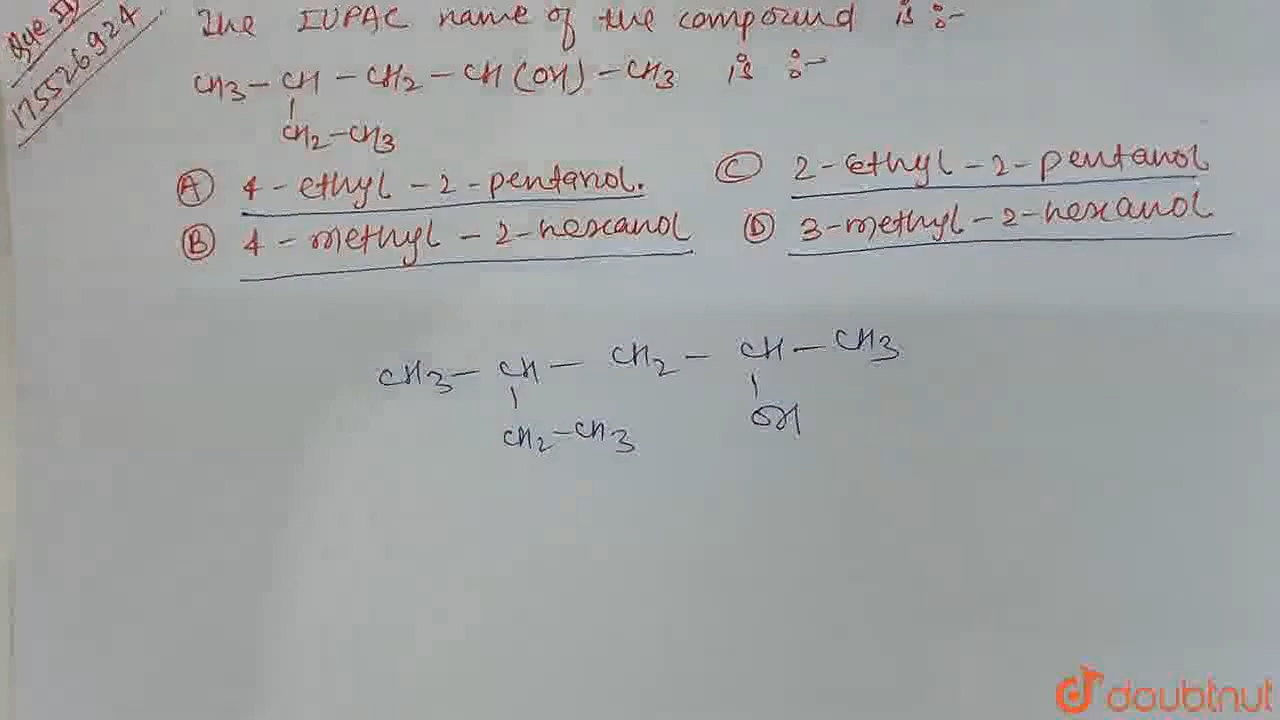 Que ID
175526924
The IUPAC name of the compound is :-
CH3 - CH - CH2 - CH (OH) - CH3 is :-
CH2 - CH3
(A) 4 - ethyl - 2 - pentanol.
(C) 2 - ethyl - 2 - pentanol
(B) 4 - methyl - 2 - hexanol
(D) 3 - methyl - 2 - hexanol
CH3 - CH - CH2 - CH - CH3
CH2 - CH3
OH
doubtnut